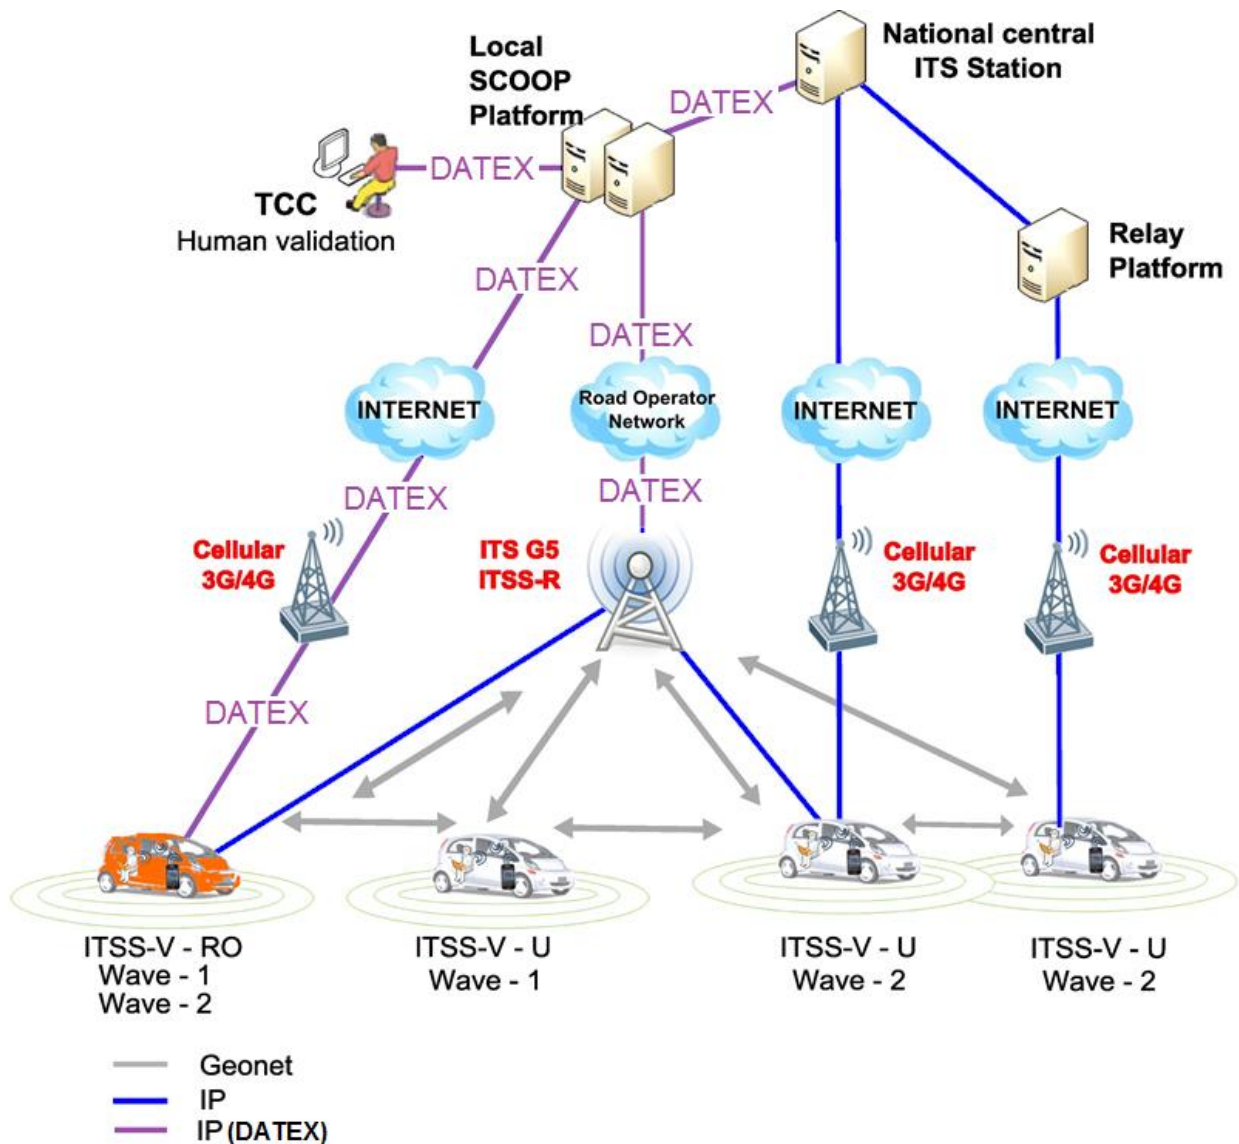 Local
SCOOP
Platform
National central
ITS Station
DATEX
DATEX
TCC
Human validation
Relay
Platform
DATEX
DATEX
INTERNET
Road Operator
Network
INTERNET
INTERNET
DATEX
DATEX
Cellular
3G/4G
ITS G5
ITSS-R
Cellular
3G/4G
Cellular
3G/4G
DATEX
ITSS-V - RO
Wave - 1
Wave - 2
ITSS-V - U
Wave - 1
ITSS-V - U
Wave - 2
ITSS-V - U
Wave - 2
Geonet
IP
IP (DATEX)